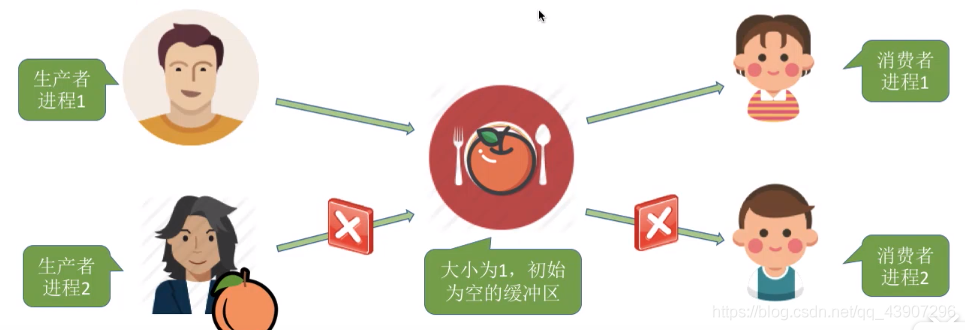 生产者
进程1
消费者
进程1
生产者
进程2
大小为1，初始
为空的缓冲区
消费者
进程2
https://blog.csdn.net/qq_43907296